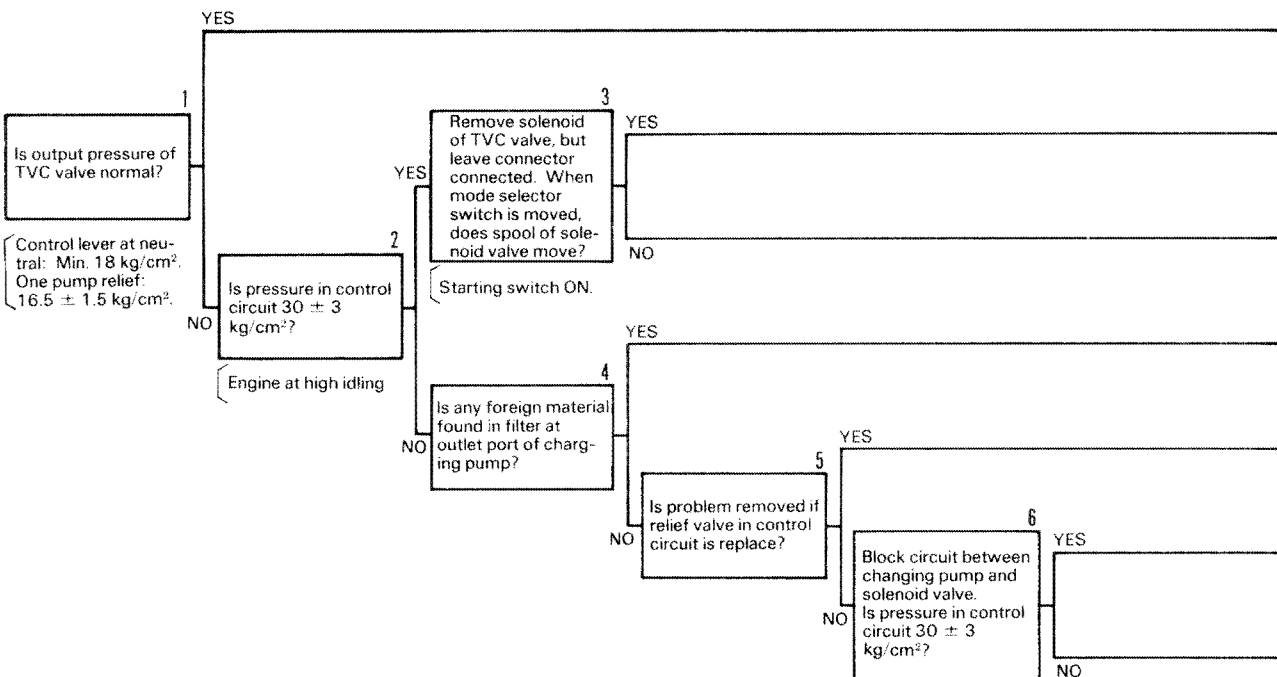 YES
1
Is output pressure of
TVC valve normal?
Control lever at neu-
tral: Min. 18 kg/cm².
One pump relief:
16.5 ± 1.5 kg/cm².
NO
2
Is pressure in control
circuit 30 ± 3
kg/cm²?
Engine at high idling
YES
3
Remove solenoid
of TVC valve, but
leave connector
connected. When
mode selector
switch is moved,
does spool of sole-
noid valve move?
Starting switch ON.
YES
NO
NO
4
Is any foreign material
found in filter at
outlet port of charg-
ing pump?
YES
NO
5
Is problem removed if
relief valve in control
circuit is replace?
YES
NO
6
Block circuit between
changing pump and
solenoid valve.
Is pressure in control
circuit 30 ± 3
kg/cm²?
YES
NO